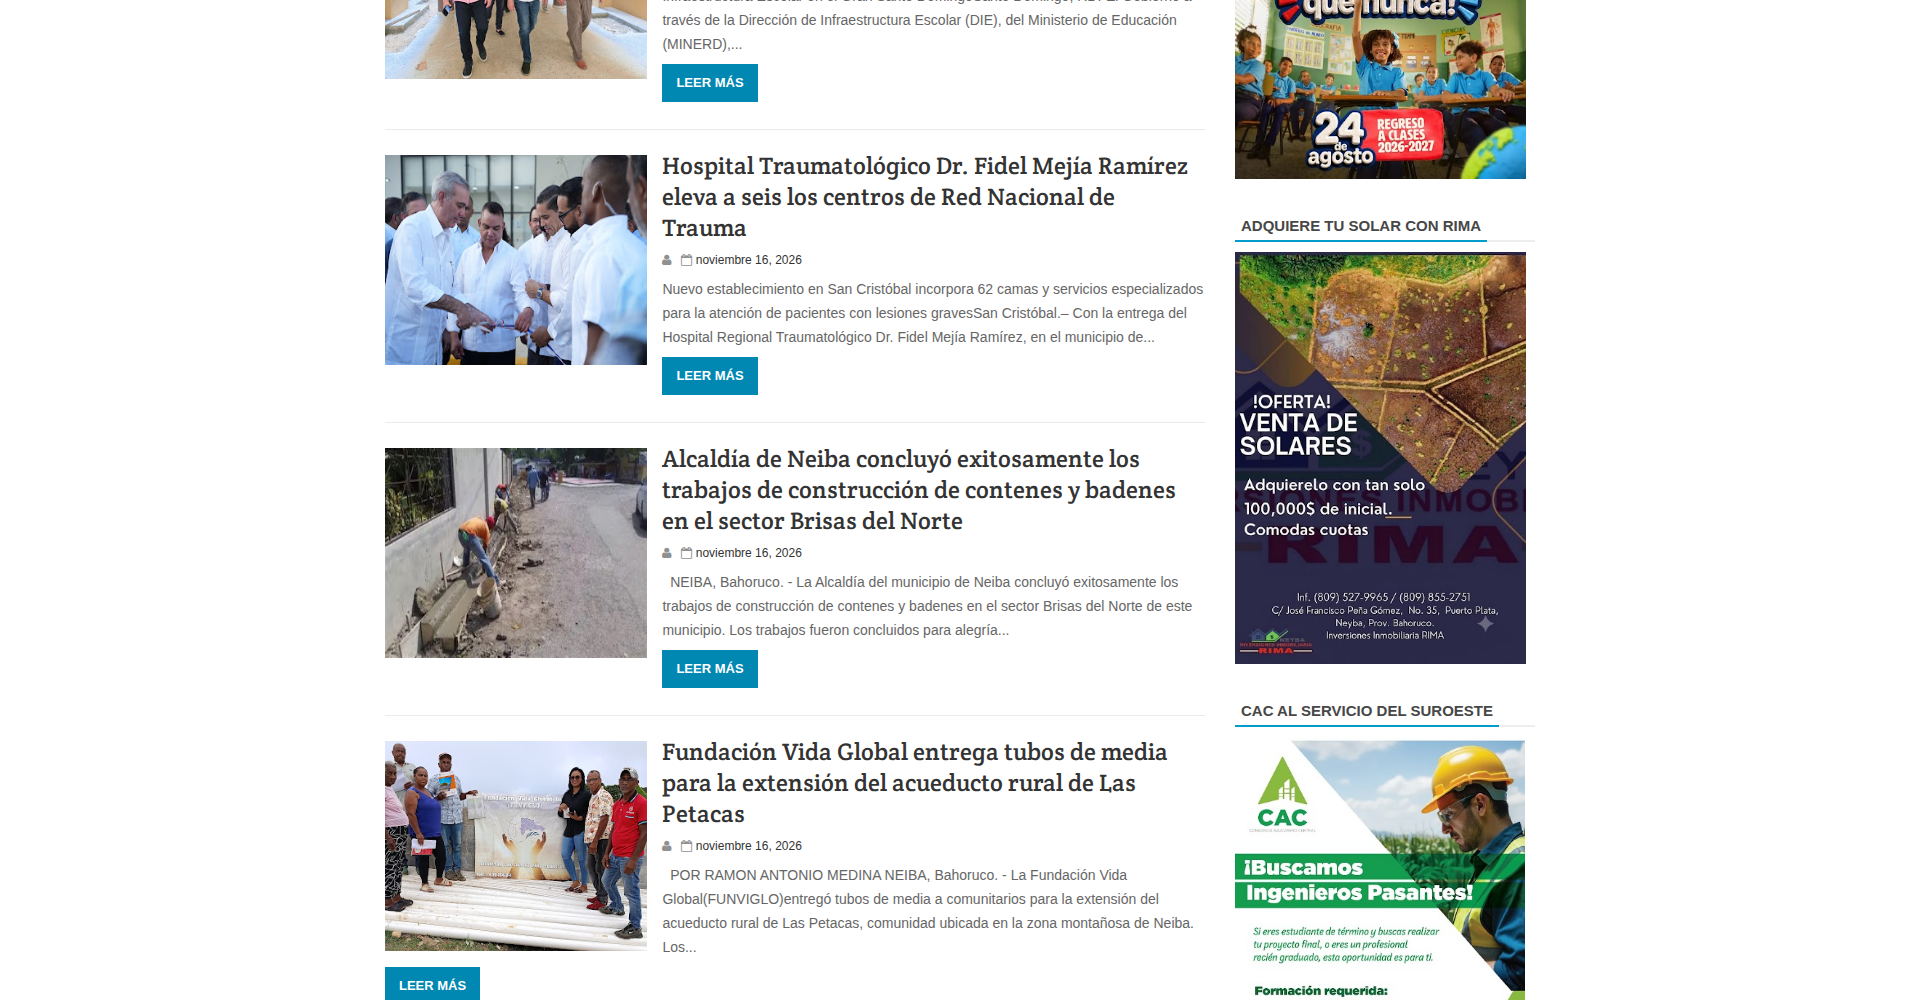 través de la Dirección de Infraestructura Escolar (DIE), del Ministerio de Educación
(MINERD),...
LEER MÁS
Hospital Traumatológico Dr. Fidel Mejía Ramírez
eleva a seis los centros de Red Nacional de
Trauma
noviembre 16, 2026
Nuevo establecimiento en San Cristóbal incorpora 62 camas y servicios especializados
para la atención de pacientes con lesiones gravesSan Cristóbal.– Con la entrega del
Hospital Regional Traumatológico Dr. Fidel Mejía Ramírez, en el municipio de...
LEER MÁS
Alcaldía de Neiba concluyó exitosamente los
trabajos de construcción de contenes y badenes
en el sector Brisas del Norte
noviembre 16, 2026
NEIBA, Bahoruco. - La Alcaldía del municipio de Neiba concluyó exitosamente los
trabajos de construcción de contenes y badenes en el sector Brisas del Norte de este
municipio. Los trabajos fueron concluidos para alegría...
LEER MÁS
Fundación Vida Global entrega tubos de media
para la extensión del acueducto rural de Las
Petacas
noviembre 16, 2026
POR RAMON ANTONIO MEDINA NEIBA, Bahoruco. - La Fundación Vida
Global(FUNVIGLO)entregó tubos de media a comunitarios para la extensión del
acueducto rural de Las Petacas, comunidad ubicada en la zona montañosa de Neiba.
Los...
LEER MÁS
que nunca!
24
de
agosto
REGRESO
A CLASES
2026-2027
ADQUIERE TU SOLAR CON RIMA
!OFERTA!
VENTA DE
SOLARES
Adquierelo con tan solo
100,000$ de inicial.
Comodas cuotas
RIMA
Inf. (809) 527-9965 / (809) 855-2751
C/ José Francisco Peña Gómez, No. 35, Puerto Plata,
Neyba, Prov. Bahoruco.
Inversiones Inmobiliaria RIMA
RIMA
CAC AL SERVICIO DEL SUROESTE
CAC
¡Buscamos
Ingenieros Pasantes!
Si eres estudiante de término y buscas realizar
tu proyecto final, o eres un profesional
recién graduado, esta oportunidad es para ti.
Formación requerida: